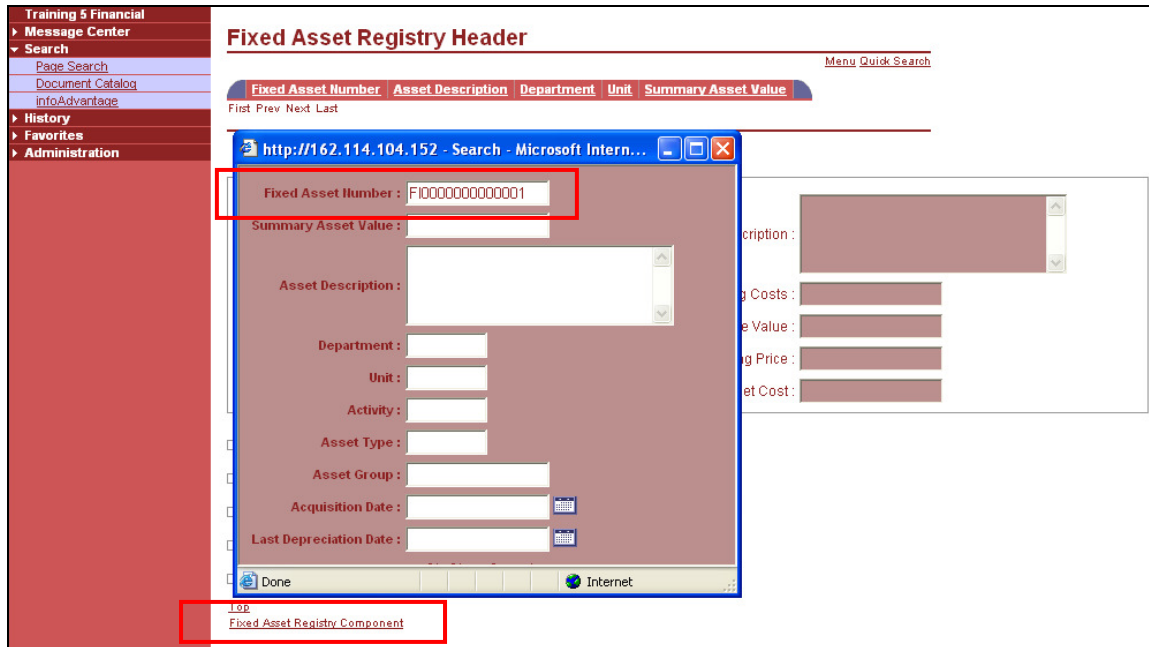 Training 5 Financial
Message Center
Search
Page Search
Document Catalog
infoAdvantage
History
Favorites
Administration
Fixed Asset Registry Header
Menu Quick Search
Fixed Asset Number Asset Description Department Unit Summary Asset Value
First Prev Next Last
http://162.114.104.152 - Search - Microsoft Intern...
Fixed Asset Number : FI0000000000001
Summary Asset Value :
Asset Description :
Department :
Unit :
Activity :
Asset Type :
Asset Group :
Acquisition Date :
Last Depreciation Date :
Done Internet
cription :
g Costs :
e Value :
ng Price :
et Cost :
Top
Fixed Asset Registry Component